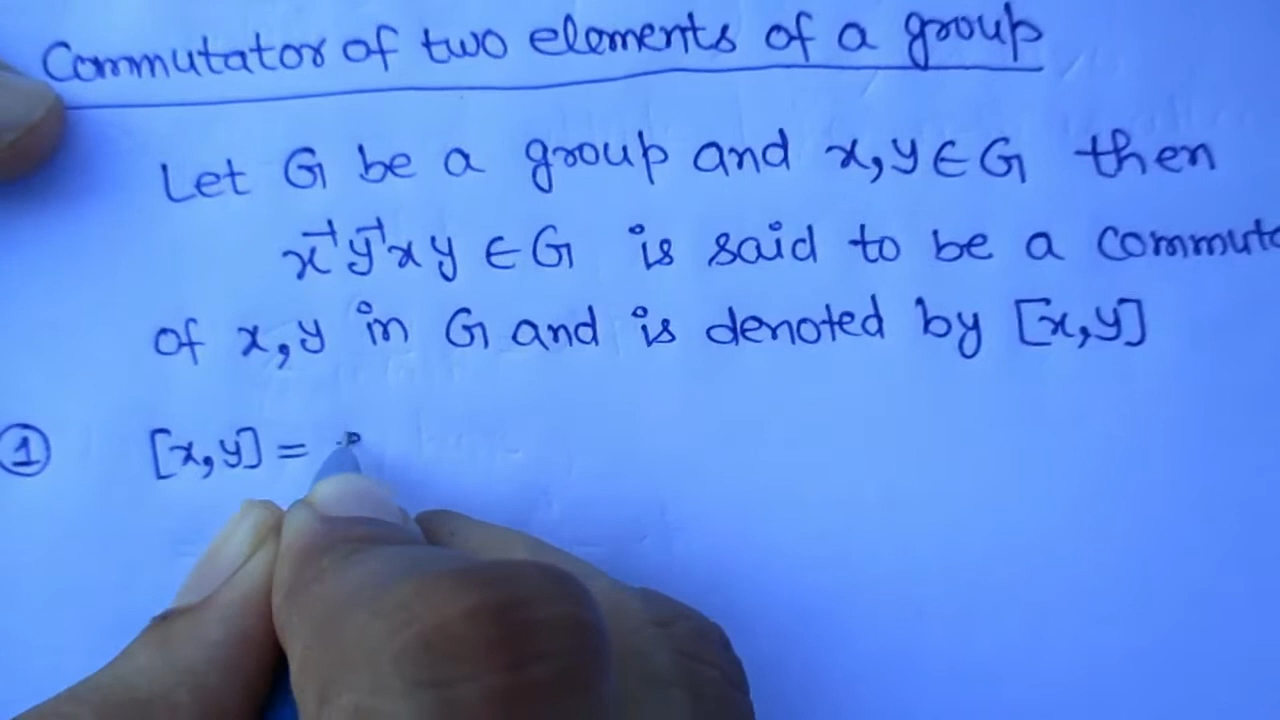 Commutator of two elements of a group
Let G be a group and x,y∈G then
x⁻¹y⁻¹xy ∈ G is said to be a commut
of x,y in G and is denoted by [x,y]
① [x,y] =